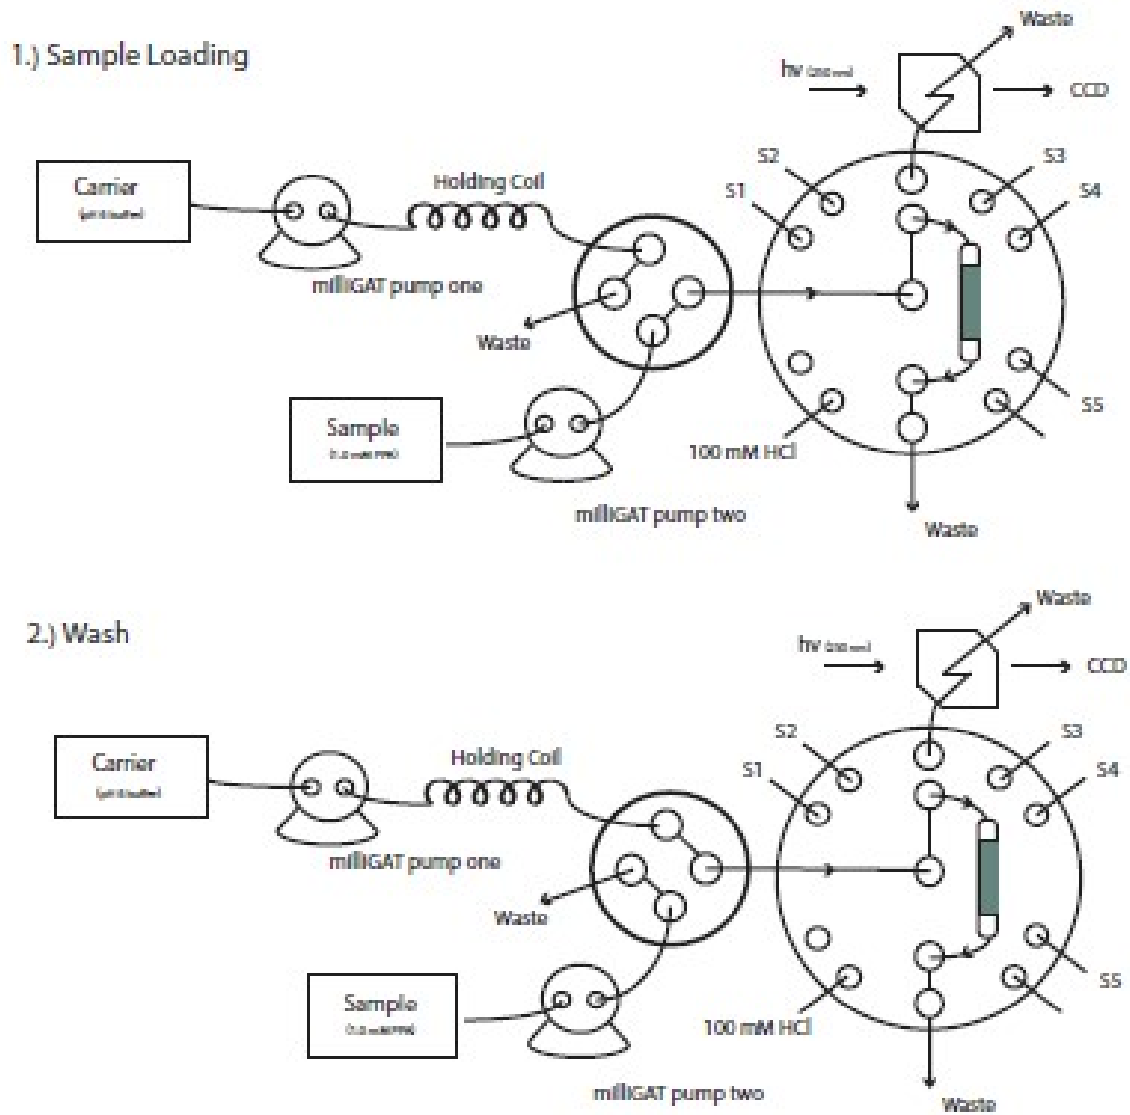 1.) Sample Loading
Waste
hv
CCD
S2
S3
S1
S4
Carrier
Holding Coil
milliGAT pump one
Waste
Sample
S5
100 mM HCl
milliGAT pump two
Waste
2.) Wash
Waste
hv
CCD
S2
S3
S1
S4
Carrier
Holding Coil
milliGAT pump one
Waste
Sample
S5
100 mM HCl
milliGAT pump two
Waste